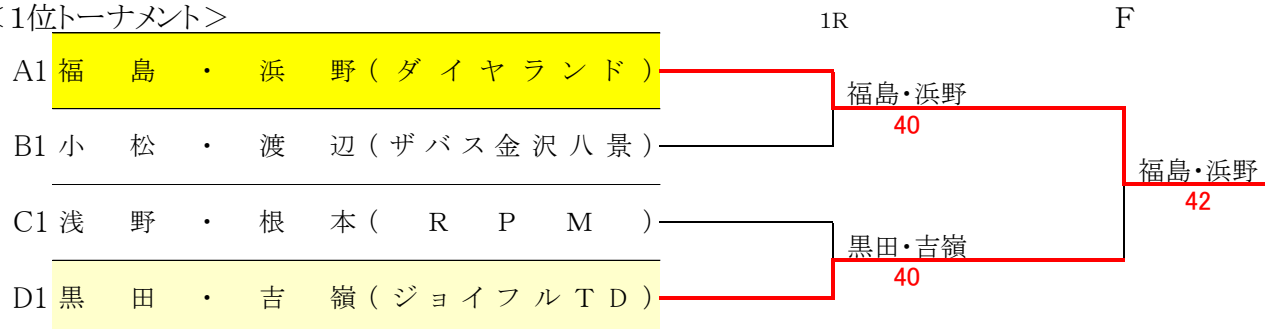 <1位トーナメント> 1R F
A1 福島・浜野(ダイヤランド)
福島・浜野
40
B1 小松・渡辺(ザバス金沢八景)
福島・浜野
42
C1 浅野・根本(RPM)
黒田・吉嶺
40
D1 黒田・吉嶺(ジョイフルTD)